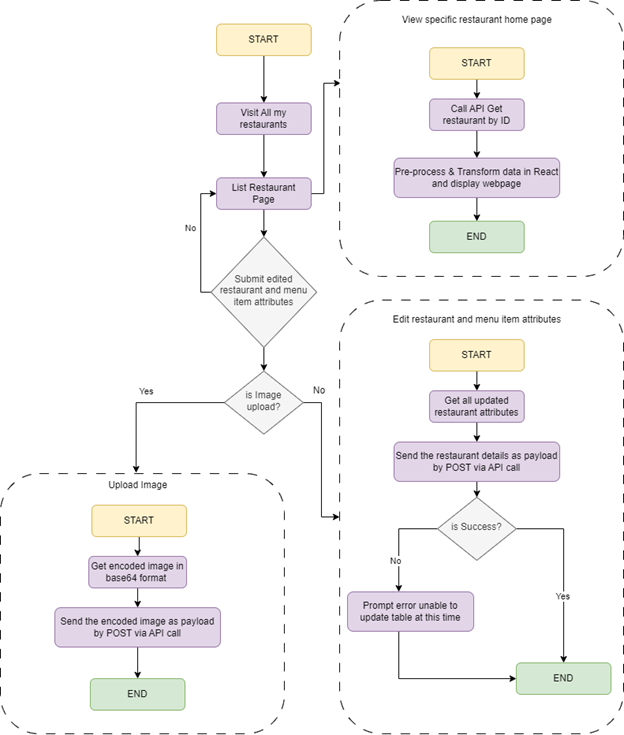 START
Visit All my
restaurants
List Restaurant
Page
No
Submit edited
restaurant and menu
item attributes
is Image
upload?
Yes
No
View specific restaurant home page
START
Call API Get
restaurant by ID
Pre-process & Transform data in React
and display webpage
END
Edit restaurant and menu item attributes
START
Get all updated
restaurant attributes
Send the restaurant details as payload
by POST via API call
is Success?
No
Yes
Prompt error unable to
update table at this time
END
Upload Image
START
Get encoded image in
base64 format
Send the encoded image as payload
by POST via API call
END